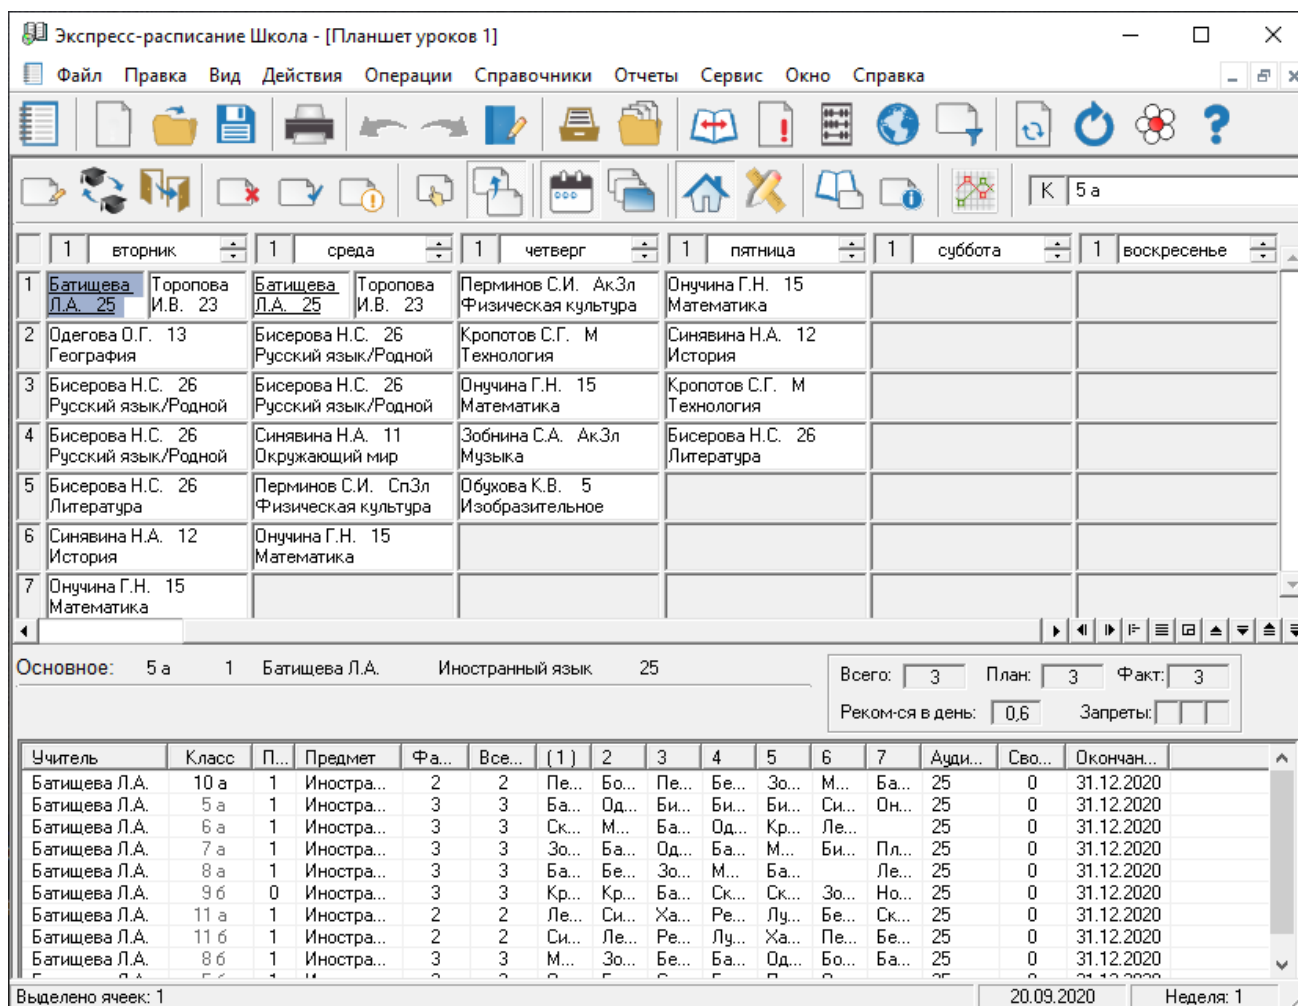 Экспресс-расписание Школа - [Планшет уроков 1]
Файл Правка Вид Действия Операции Справочники Отчеты Сервис Окно Справка
К 5 а
1 вторник 1 среда 1 четверг 1 пятница 1 суббота 1 воскресенье
1 Батищева Торопова Батищева Торопова Перминов С.И. АкЗл Онучина Г.Н. 15
Л.А. 25 И.В. 23 Л.А. 25 И.В. 23 Физическая культура Математика
2 Одегова О.Г. 13 Бисерова Н.С. 26 Кропотов С.Г. М Синявина Н.А. 12
География Русский язык/Родной Технология История
3 Бисерова Н.С. 26 Бисерова Н.С. 26 Онучина Г.Н. 15 Кропотов С.Г. М
Русский язык/Родной Русский язык/Родной Математика Технология
4 Бисерова Н.С. 26 Синявина Н.А. 11 Зобнина С.А. АкЗл Бисерова Н.С. 26
Русский язык/Родной Окружающий мир Музыка Литература
5 Бисерова Н.С. 26 Перминов С.И. СпЗл Обухова К.В. 5
Литература Физическая культура Изобразительное
6 Синявина Н.А. 12 Онучина Г.Н. 15
История Математика
7 Онучина Г.Н. 15
Математика
Основное: 5 а 1 Батищева Л.А. Иностранный язык 25
Всего: 3 План: 3 Факт: 3
Реком-ся в день: 0,6 Запреты:
Учитель Класс П... Предмет Фа... Все... ( 1 ) 2 3 4 5 6 7 Ауди... Сво... Окончан...
Батищева Л.А. 10 а 1 Иностра... 2 2 Пе... Бо... Пе... Бе... Зо... М... Ба... 25 0 31.12.2020
Батищева Л.А. 5 а 1 Иностра... 3 3 Ба... Од... Би... Би... Би... Си... Он... 25 0 31.12.2020
Батищева Л.А. 6 а 1 Иностра... 3 3 Ск... М... Ба... Од... Кр... Ле... 25 0 31.12.2020
Батищева Л.А. 7 а 1 Иностра... 3 3 Зо... Ба... Од... Ба... М... Би... Пл... 25 0 31.12.2020
Батищева Л.А. 8 а 1 Иностра... 3 3 Ба... Бе... Зо... М... Ба... Ле... 25 0 31.12.2020
Батищева Л.А. 9 б 0 Иностра... 3 3 Кр... Кр... Ба... Ск... Ск... Зо... Но... 25 0 31.12.2020
Батищева Л.А. 11 а 1 Иностра... 2 2 Ле... Си... Ха... Ре... Лу... Бе... Ск... 25 0 31.12.2020
Батищева Л.А. 11 б 1 Иностра... 2 2 Си... Ле... Ре... Лу... Ха... Пе... Бе... 25 0 31.12.2020
Батищева Л.А. 8 б 1 Иностра... 3 3 М... Зо... Бе... Ба... Од... Бо... Ба... 25 0 31.12.2020
Выделено ячеек: 1 20.09.2020 Неделя: 1